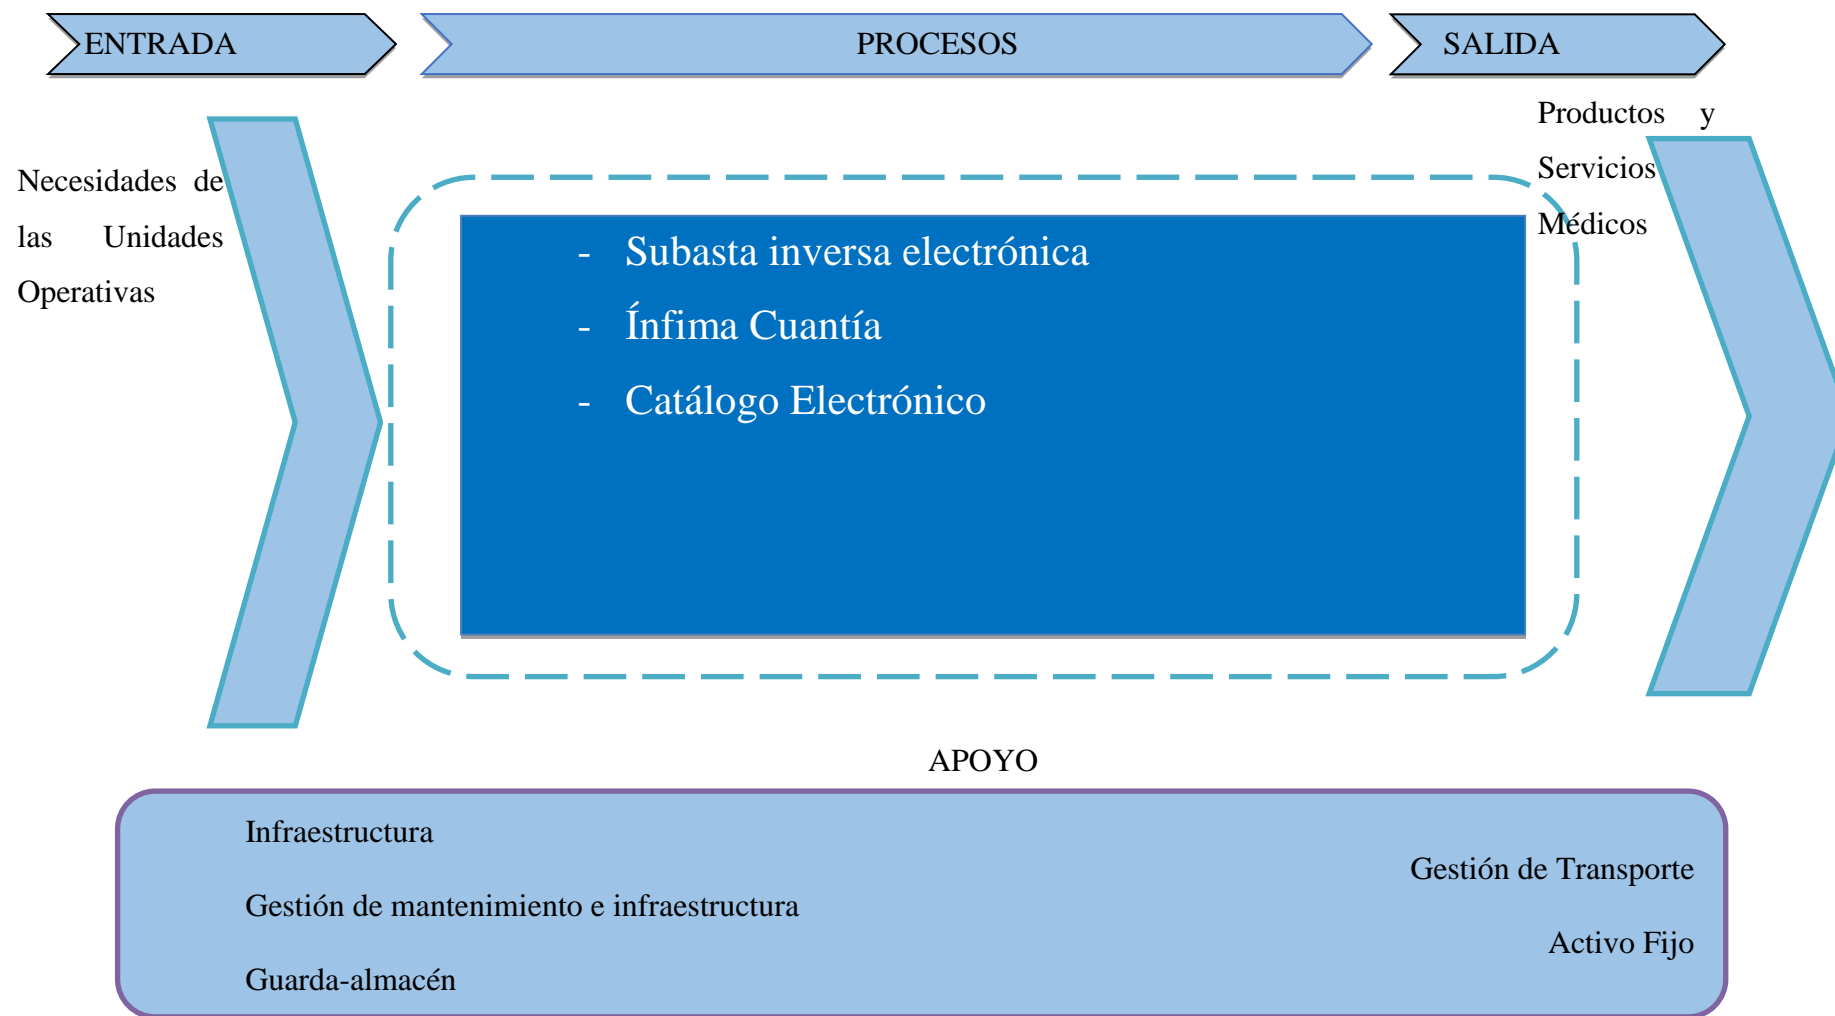 ENTRADA
PROCESOS
SALIDA
Necesidades de
las Unidades
Operativas
- Subasta inversa electrónica
- Ínfima Cuantía
- Catálogo Electrónico
Productos y
Servicios
Médicos
APOYO
Infraestructura
Gestión de mantenimiento e infraestructura
Guarda-almacén
Gestión de Transporte
Activo Fijo